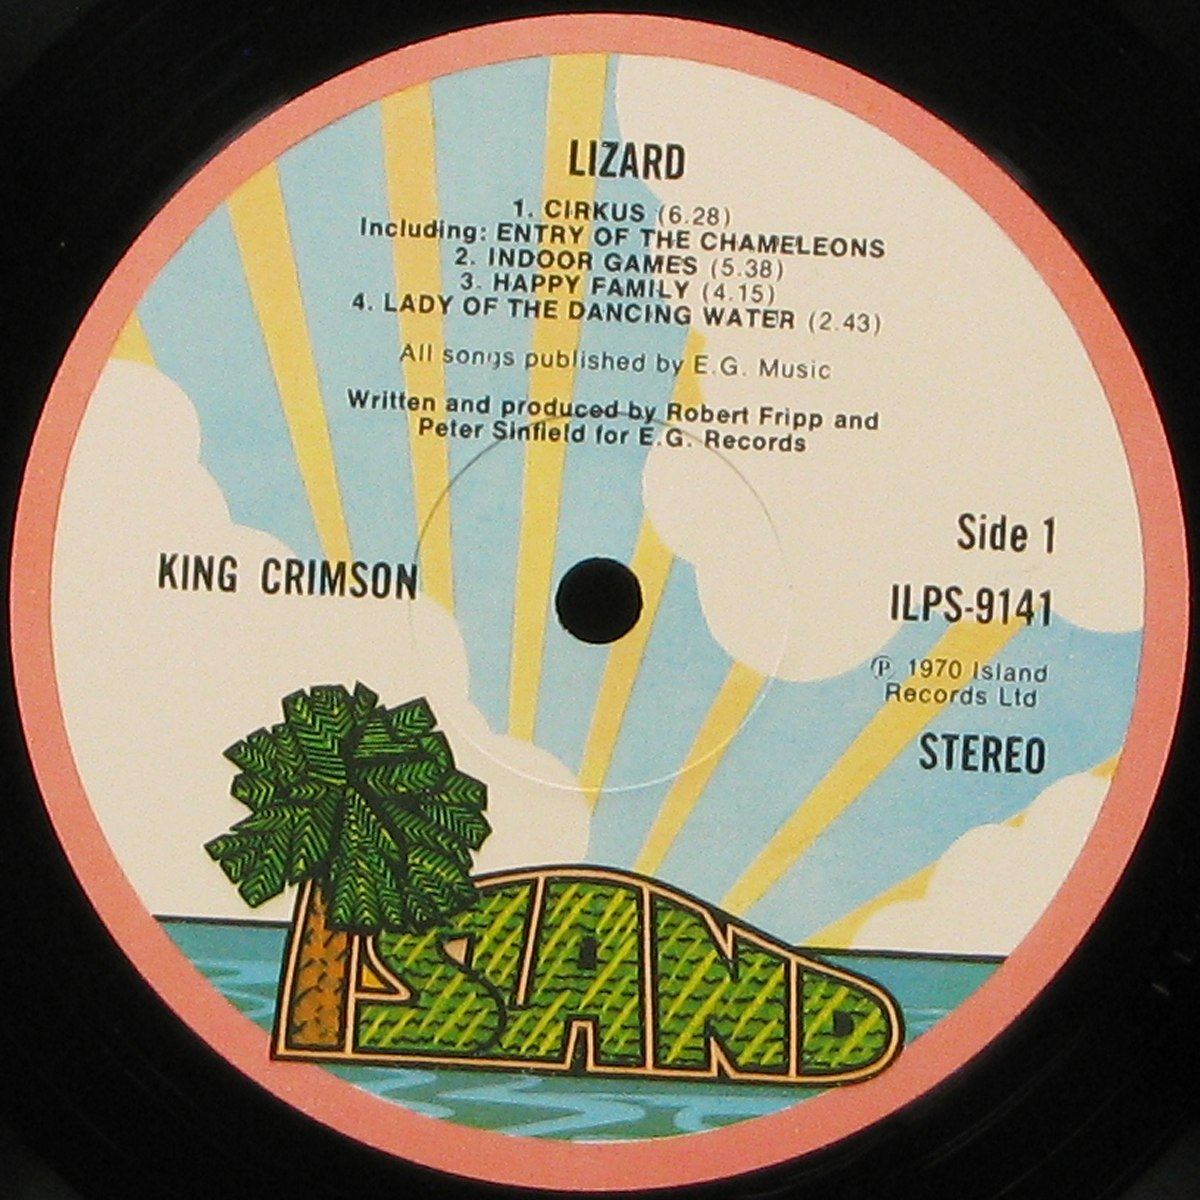 LIZARD
1. CIRKUS (6.28)
Including: ENTRY OF THE CHAMELEONS
2. INDOOR GAMES (5.38)
3. HAPPY FAMILY (4.15)
4. LADY OF THE DANCING WATER (2.43)
All songs published by E.G. Music
Written and produced by Robert Fripp and
Peter Sinfield for E.G. Records
KING CRIMSON
Side 1
ILPS-9141
℗ 1970 Island
Records Ltd
STEREO
ISLAND